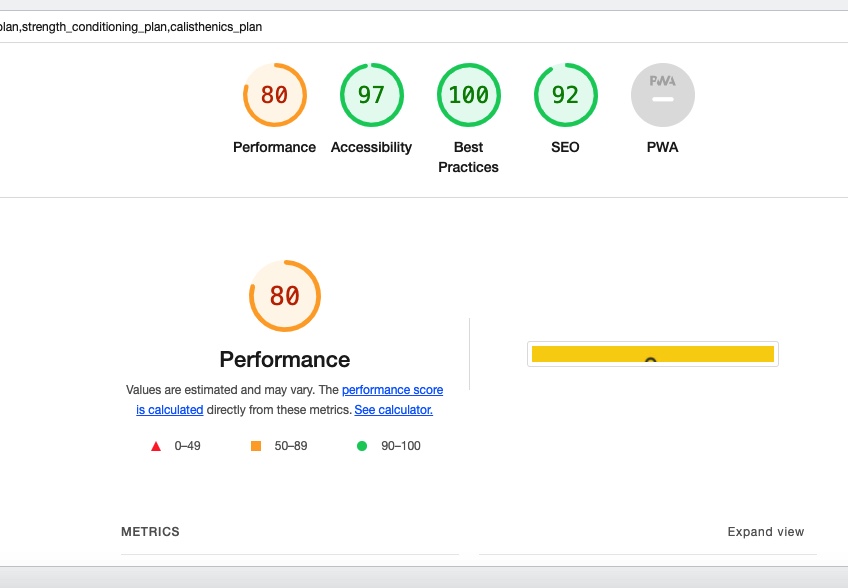 plan,strength_conditioning_plan,calisthenics_plan
80
97
100
92
PWA
Performance
Accessibility
Best
Practices
SEO
PWA
80
Performance
Values are estimated and may vary. The performance score
is calculated directly from these metrics. See calculator.
0–49
50–89
90–100
METRICS
Expand view